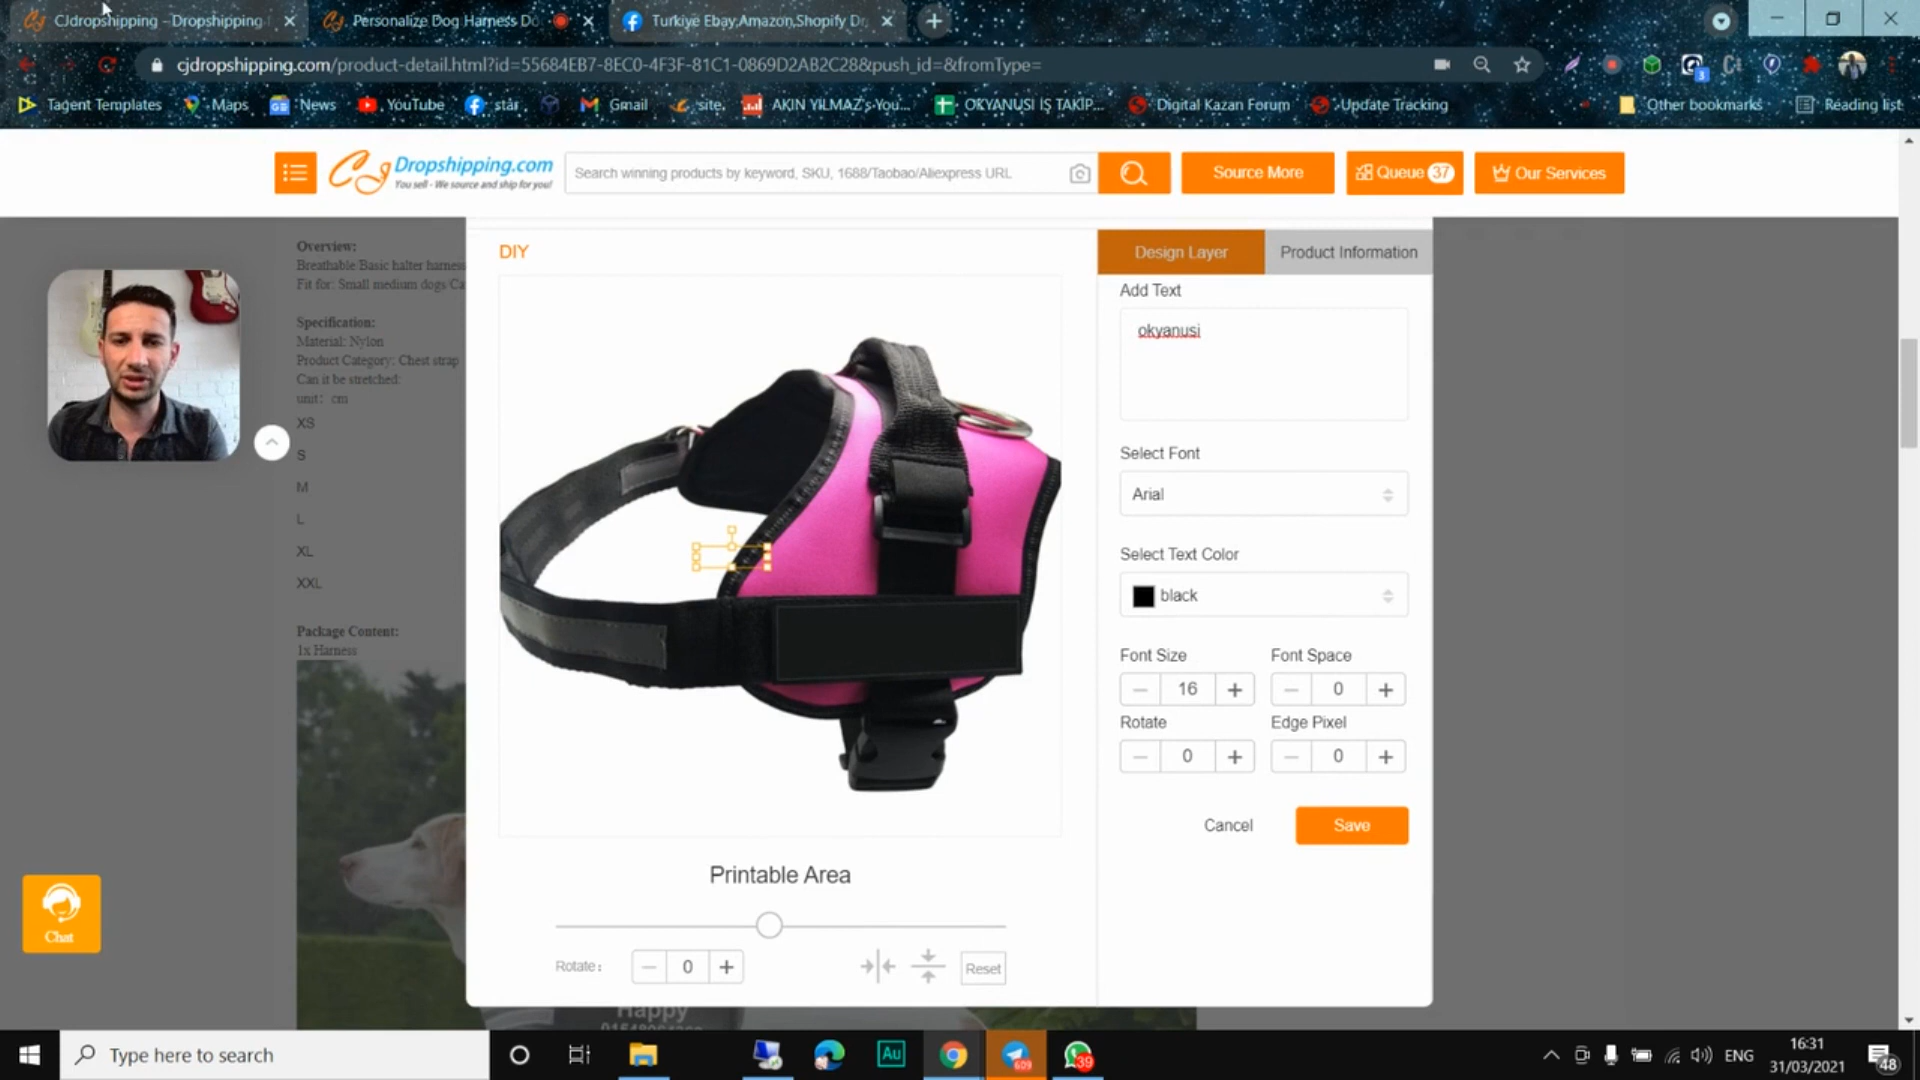 CJdropshipping - Dropshipping
Personalize Dog Harness Do
Turkiye Ebay,Amazon,Shopify Dr
cjdropshipping.com/product-detail.html?id=55684EB7-8EC0-4F3F-81C1-0869D2AB2C28&push_id=&fromType=
3
Tagent Templates
Maps
News
YouTube
står
Gmail
site,
AKIN YILMAZ's You...
OKYANUSI İŞ TAKİP...
Digital Kazan Forum
Update Tracking
Other bookmarks
Reading list
CJ Dropshipping.com
You sell - We source and ship for you!
Search winning products by keyword, SKU, 1688/Taobao/Aliexpress URL
Source More
Queue 37
Our Services
Overview:
Breathable Basic halter harness
Fit for: Small medium dogs/Ca
Specification:
Material: Nylon
Product Category: Chest strap
Can it be stretched:
unit: cm
XS
S
M
L
XL
XXL
Package Content:
1x Harness
DIY
Design Layer
Product Information
Add Text
okyanusi
Select Font
Arial
Select Text Color
black
Font Size
Font Space
16
0
Rotate
Edge Pixel
0
0
Cancel
Save
Printable Area
Rotate :
0
Reset
Happy
Chat
Type here to search
Au
609
39
ENG
16:31
31/03/2021
48